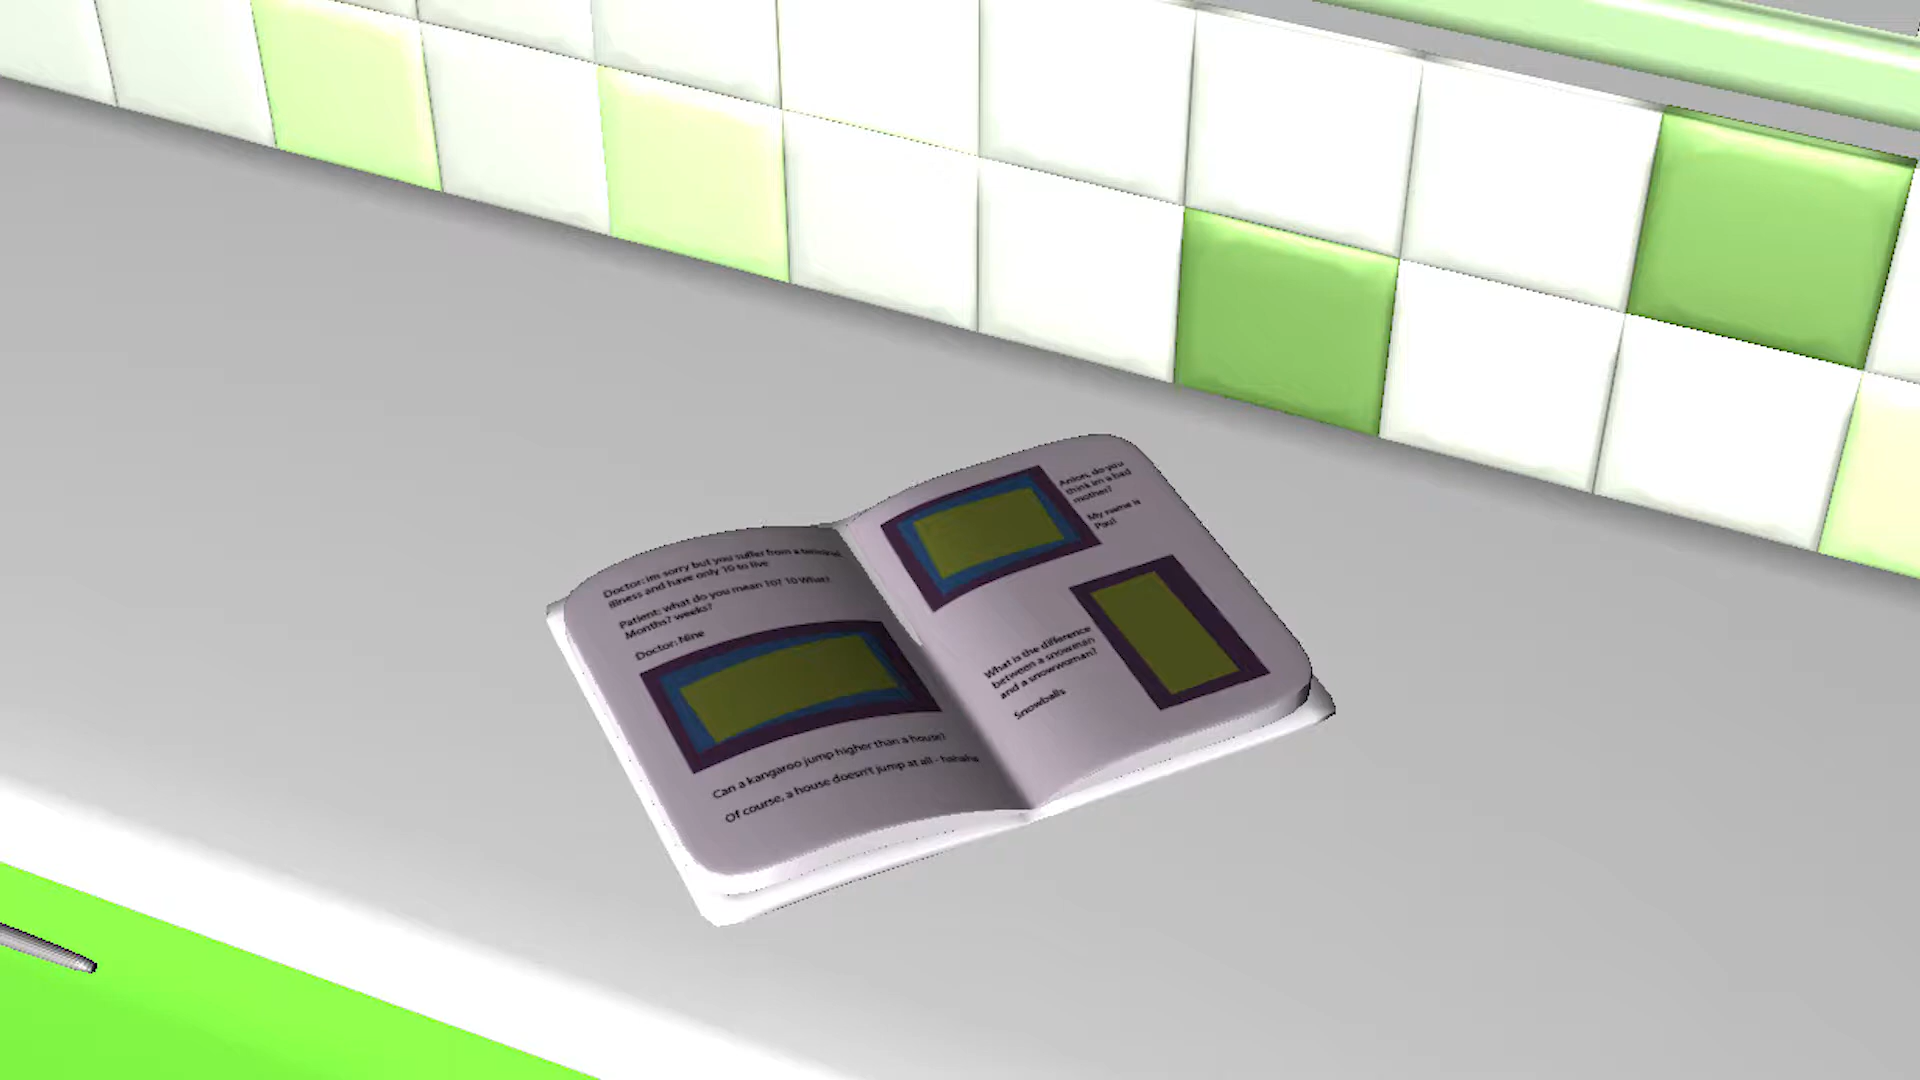 Doctor: im sorry but you suffer from a terminal
illness and have only 10 to live
Patient: what do you mean 10? 10 What?
Months? weeks?
Doctor: Nine
Can a kangaroo jump higher than a house?
Of course, a house doesn't jump at all - hahaha
Anion, do you
think im a bad
mother?
My name is
Paul
What is the difference
between a snowman
and a snowwoman?
Snowballs